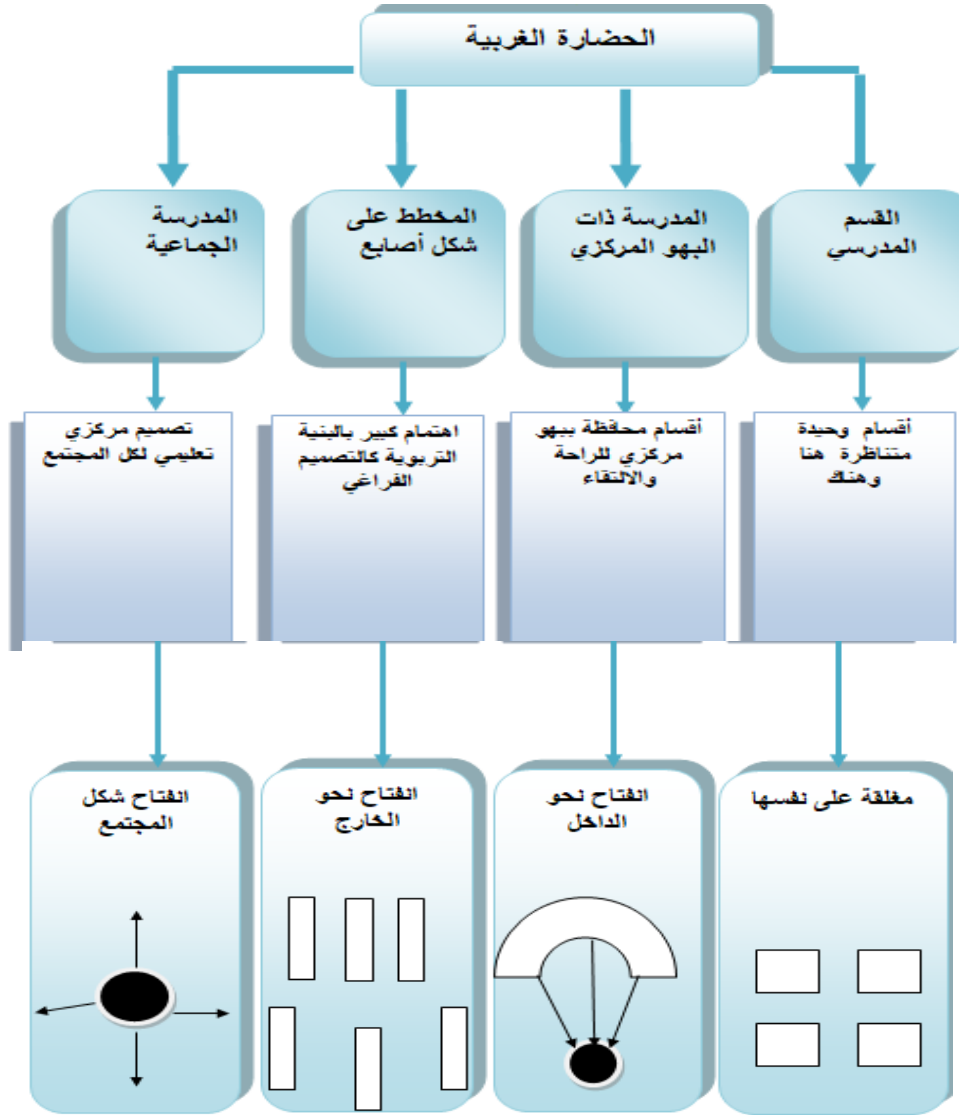 الحضارة الغربية
القسم
المدرسي
المدرسة ذات
البهو المركزي
المخطط على
شكل أصابع
المدرسة
الجماعية
أقسام وحيدة
متناظرة هنا
وهناك
أقسام محافظة ببهو
مركزي للراحة
والالتقاء
اهتمام كبير بالبنية
التربوية كالتصميم
الفراغي
تصميم مركزي
تعليمي لكل المجتمع
مغلقة على نفسها
انفتاح نحو
الداخل
انفتاح نحو
الخارج
انفتاح شكل
المجتمع